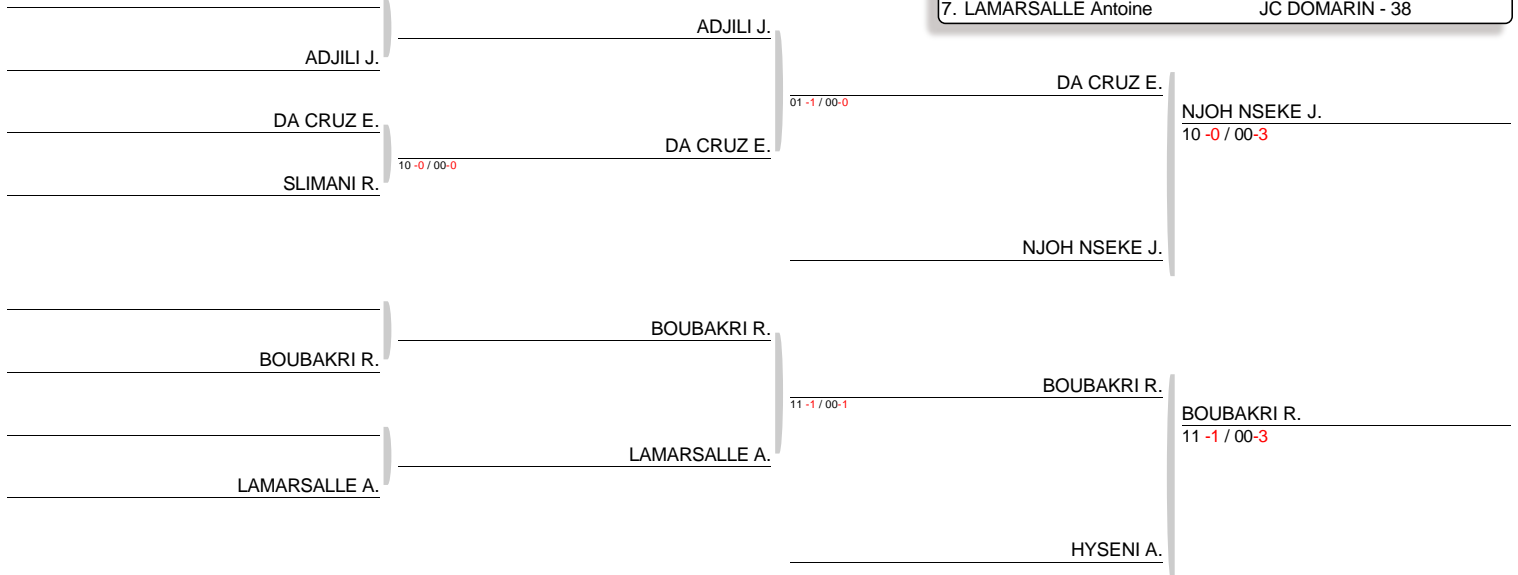 7. LAMARSALLE Antoine JC DOMARIN - 38
ADJILI J.
ADJILI J.
DA CRUZ E.
01 -1 / 00-0
NJOH NSEKE J.
10 -0 / 00-3
DA CRUZ E.
DA CRUZ E.
10 -0 / 00-0
SLIMANI R.
NJOH NSEKE J.
BOUBAKRI R.
BOUBAKRI R.
BOUBAKRI R.
11 -1 / 00-1
BOUBAKRI R.
11 -1 / 00-3
LAMARSALLE A.
LAMARSALLE A.
HYSENI A.